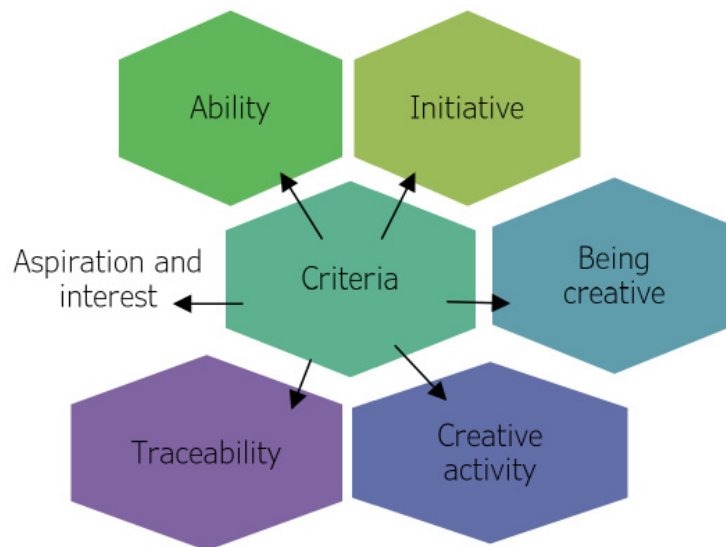 Ability
Initiative
Aspiration and
interest
Criteria
Being
creative
Traceability
Creative
activity